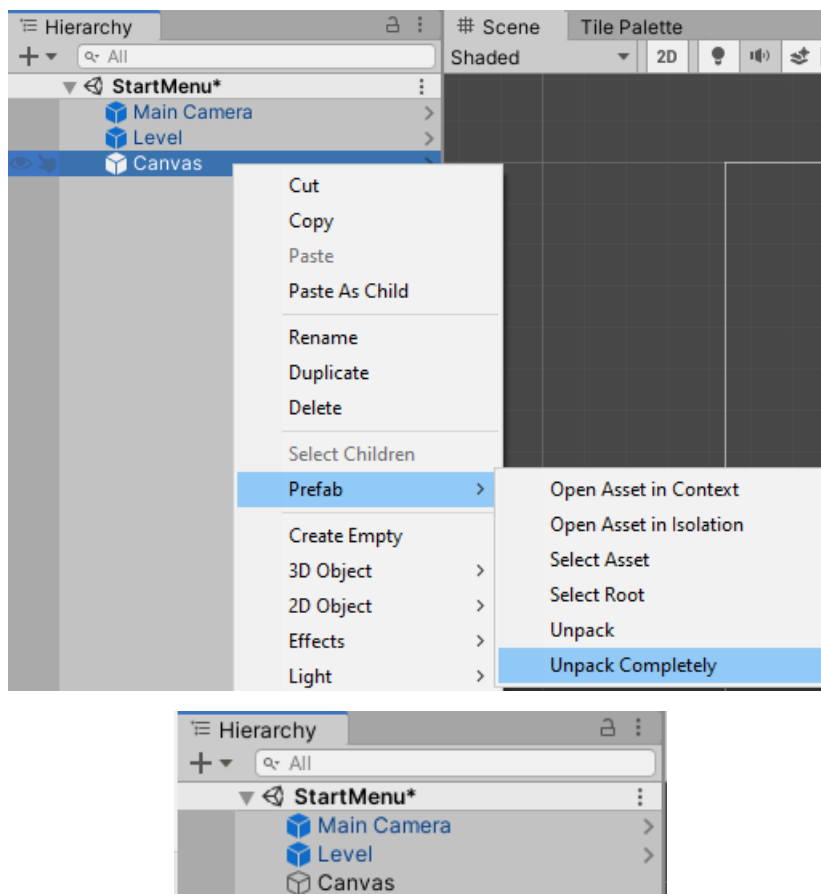 Hierarchy
# Scene
Tile Palette
All
Shaded
2D
StartMenu*
Main Camera
Level
Canvas
Cut
Copy
Paste
Paste As Child
Rename
Duplicate
Delete
Select Children
Prefab
Create Empty
3D Object
2D Object
Effects
Light
Open Asset in Context
Open Asset in Isolation
Select Asset
Select Root
Unpack
Unpack Completely
Hierarchy
All
StartMenu*
Main Camera
Level
Canvas